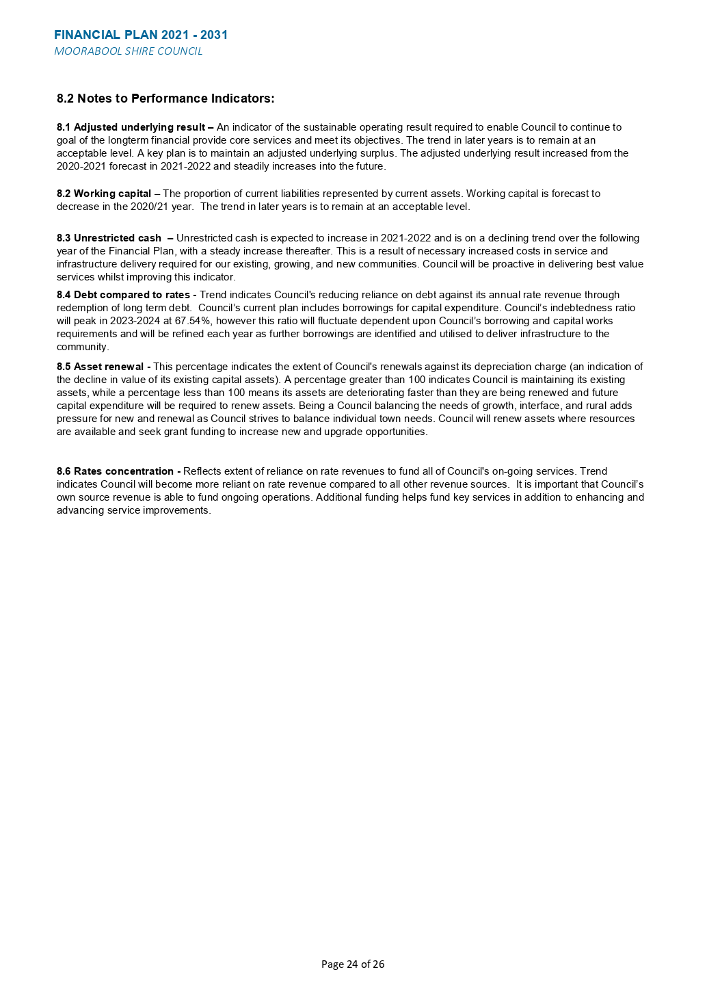 FINANCIAL PLAN 2021 - 2031
MOORABOOL SHIRE COUNCIL
8.2 Notes to Performance Indicators:
8.1 Adjusted underlying result – An indicator of the sustainable operating result required to enable Council to continue to
goal of the longterm financial provide core services and meet its objectives. The trend in later years is to remain at an
acceptable level. A key plan is to maintain an adjusted underlying surplus. The adjusted underlying result increased from the
2020-2021 forecast in 2021-2022 and steadily increases into the future.
8.2 Working capital – The proportion of current liabilities represented by current assets. Working capital is forecast to
decrease in the 2020/21 year.  The trend in later years is to remain at an acceptable level.
8.3 Unrestricted cash  – Unrestricted cash is expected to increase in 2021-2022 and is on a declining trend over the following
year of the Financial Plan, with a steady increase thereafter. This is a result of necessary increased costs in service and
infrastructure delivery required for our existing, growing, and new communities. Council will be proactive in delivering best value
services whilst improving this indicator.
8.4 Debt compared to rates - Trend indicates Council's reducing reliance on debt against its annual rate revenue through
redemption of long term debt.  Council’s current plan includes borrowings for capital expenditure. Council’s indebtedness ratio
will peak in 2023-2024 at 67.54%, however this ratio will fluctuate dependent upon Council’s borrowing and capital works
requirements and will be refined each year as further borrowings are identified and utilised to deliver infrastructure to the
community.
8.5 Asset renewal - This percentage indicates the extent of Council's renewals against its depreciation charge (an indication of
the decline in value of its existing capital assets). A percentage greater than 100 indicates Council is maintaining its existing
assets, while a percentage less than 100 means its assets are deteriorating faster than they are being renewed and future
capital expenditure will be required to renew assets. Being a Council balancing the needs of growth, interface, and rural adds
pressure for new and renewal as Council strives to balance individual town needs. Council will renew assets where resources
are available and seek grant funding to increase new and upgrade opportunities.
8.6 Rates concentration - Reflects extent of reliance on rate revenues to fund all of Council's on-going services. Trend
indicates Council will become more reliant on rate revenue compared to all other revenue sources.  It is important that Council’s
own source revenue is able to fund ongoing operations. Additional funding helps fund key services in addition to enhancing and
advancing service improvements.
Page 24 of 26